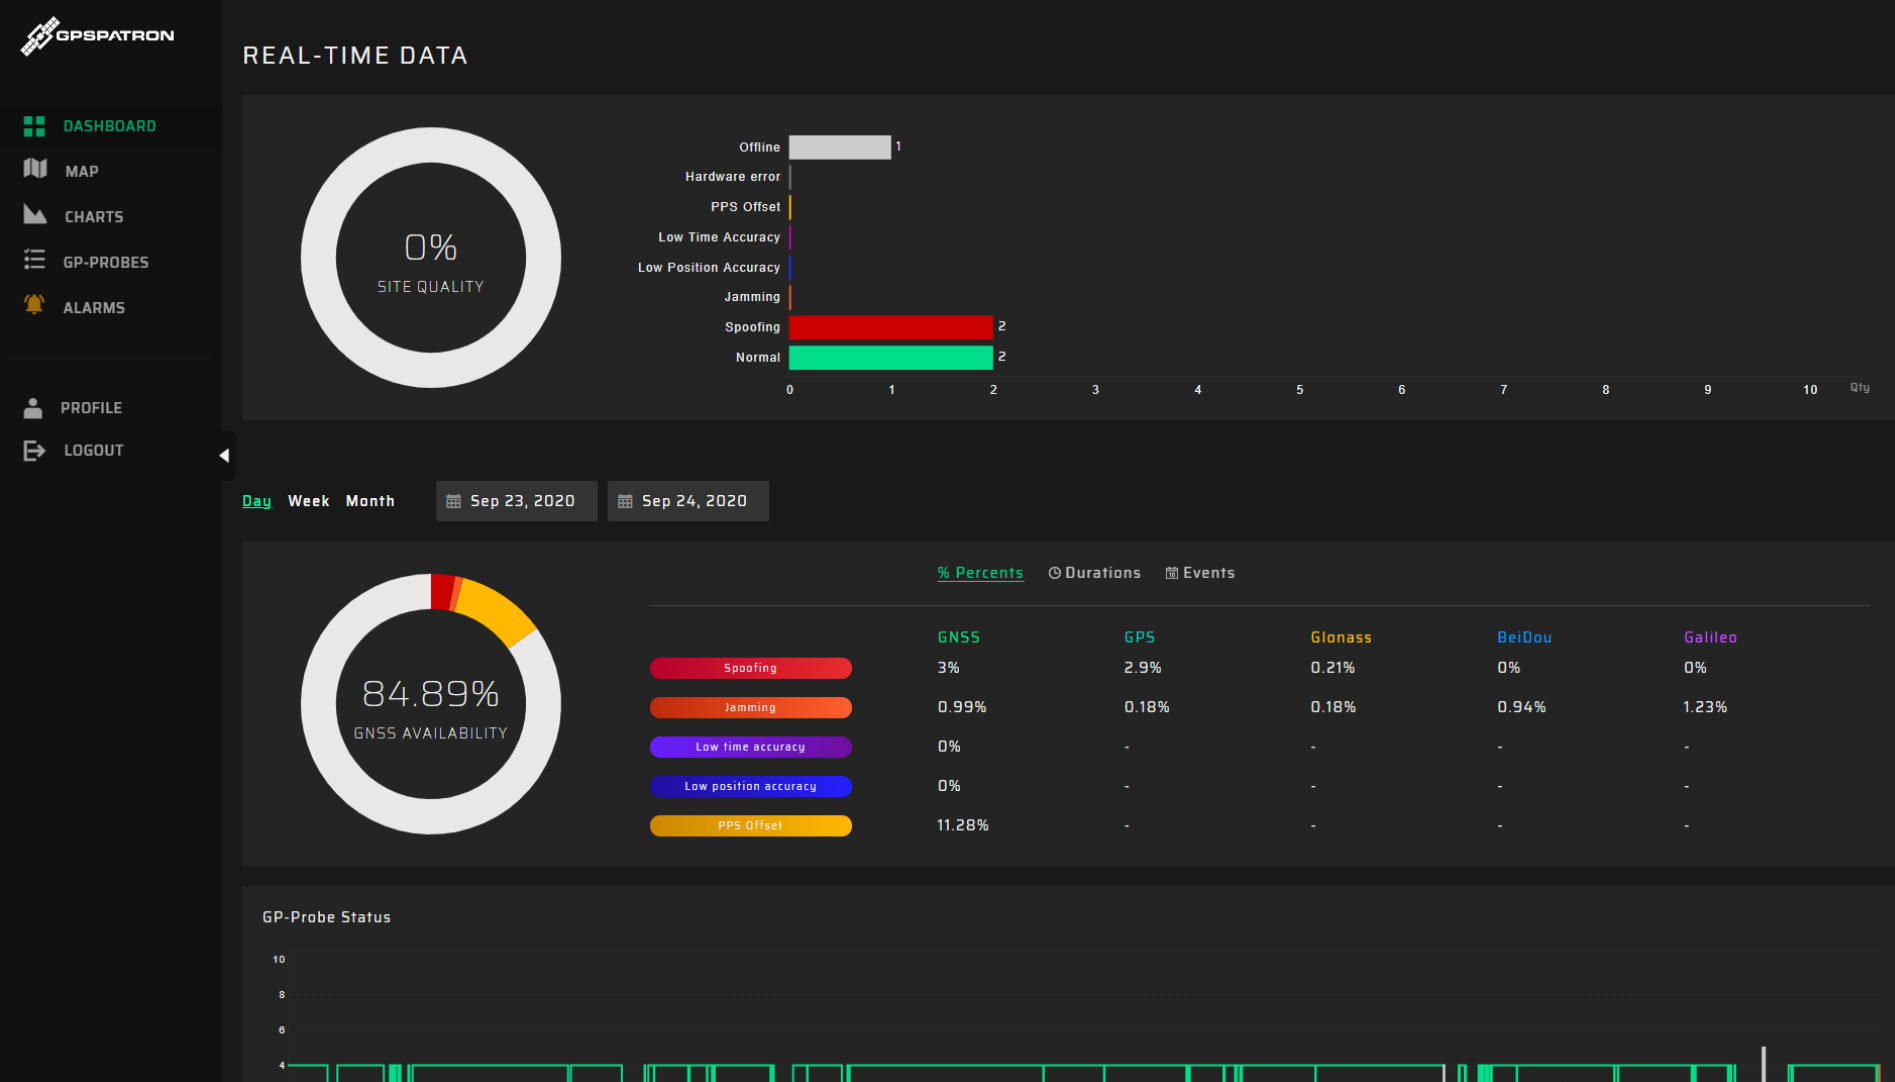 GPSPATRON
REAL-TIME DATA
DASHBOARD
MAP
CHARTS
GP-PROBES
ALARMS
PROFILE
LOGOUT
0%
SITE QUALITY
Offline 1
Hardware error
PPS Offset
Low Time Accuracy
Low Position Accuracy
Jamming
Spoofing 2
Normal 2
0 1 2 3 4 5 6 7 8 9 10 Qty
Day Week Month Sep 23, 2020 Sep 24, 2020
84.89%
GNSS AVAILABILITY
% Percents Durations Events
GNSS GPS Glonass BeiDou Galileo
Spoofing 3% 2.9% 0.21% 0% 0%
Jamming 0.99% 0.18% 0.18% 0.94% 1.23%
Low time accuracy 0% - - - -
Low position accuracy 0% - - - -
PPS Offset 11.28% - - - -
GP-Probe Status
10
8
6
4